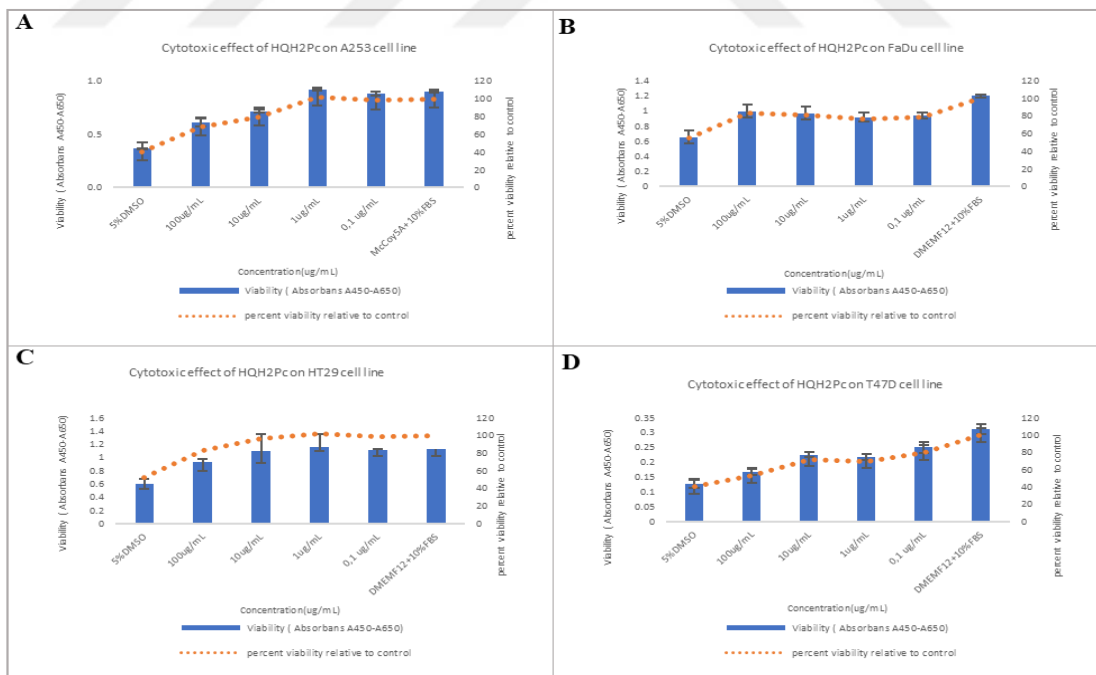 A
Cytotoxic effect of HQH2Pc on A253 cell line
Viability ( Absorbans A450-A650)
1.0
0.5
0.0
120
100
80
60
40
20
0
percent viability relative to control
5%DMSO
100ug/mL
10ug/mL
1ug/mL
0,1 ug/mL
McCoy5A+10%FBS
Concentration(ug/mL)
Viability ( Absorbans A450-A650)
percent viability relative to control
B
Cytotoxic effect of HQH2Pc on FaDu cell line
Viability ( Absorbans A450-A650)
1.4
1.2
1
0.8
0.6
0.4
0.2
0
120
100
80
60
40
20
0
percent viability relative to control
5%DMSO
100ug/mL
10ug/mL
1ug/mL
0,1 ug/mL
DMEMF12+10%FBS
Concentration(ug/mL)
Viability ( Absorbans A450-A650)
percent viability relative to control
C
Cytotoxic effect of HQH2Pc on HT29 cell line
Viability ( Absorbans A450-A650)
1.6
1.4
1.2
1
0.8
0.6
0.4
0.2
0
120
100
80
60
40
20
0
percent viability relative to control
5%DMSO
100ug/mL
10ug/mL
1ug/mL
0,1 ug/mL
DMEMF12+10%FBS
Concentration(ug/mL)
Viability ( Absorbans A450-A650)
percent viability relative to control
D
Cytotoxic effect of HQH2Pc on T47D cell line
Viability ( Absorbans A450-A650)
0.35
0.3
0.25
0.2
0.15
0.1
0.05
0
120
100
80
60
40
20
0
percent viability relative to control
5%DMSO
100ug/mL
10ug/mL
1ug/mL
0,1 ug/mL
DMEMF12+10%FBS
Concentration(ug/mL)
Viability ( Absorbans A450-A650)
percent viability relative to control